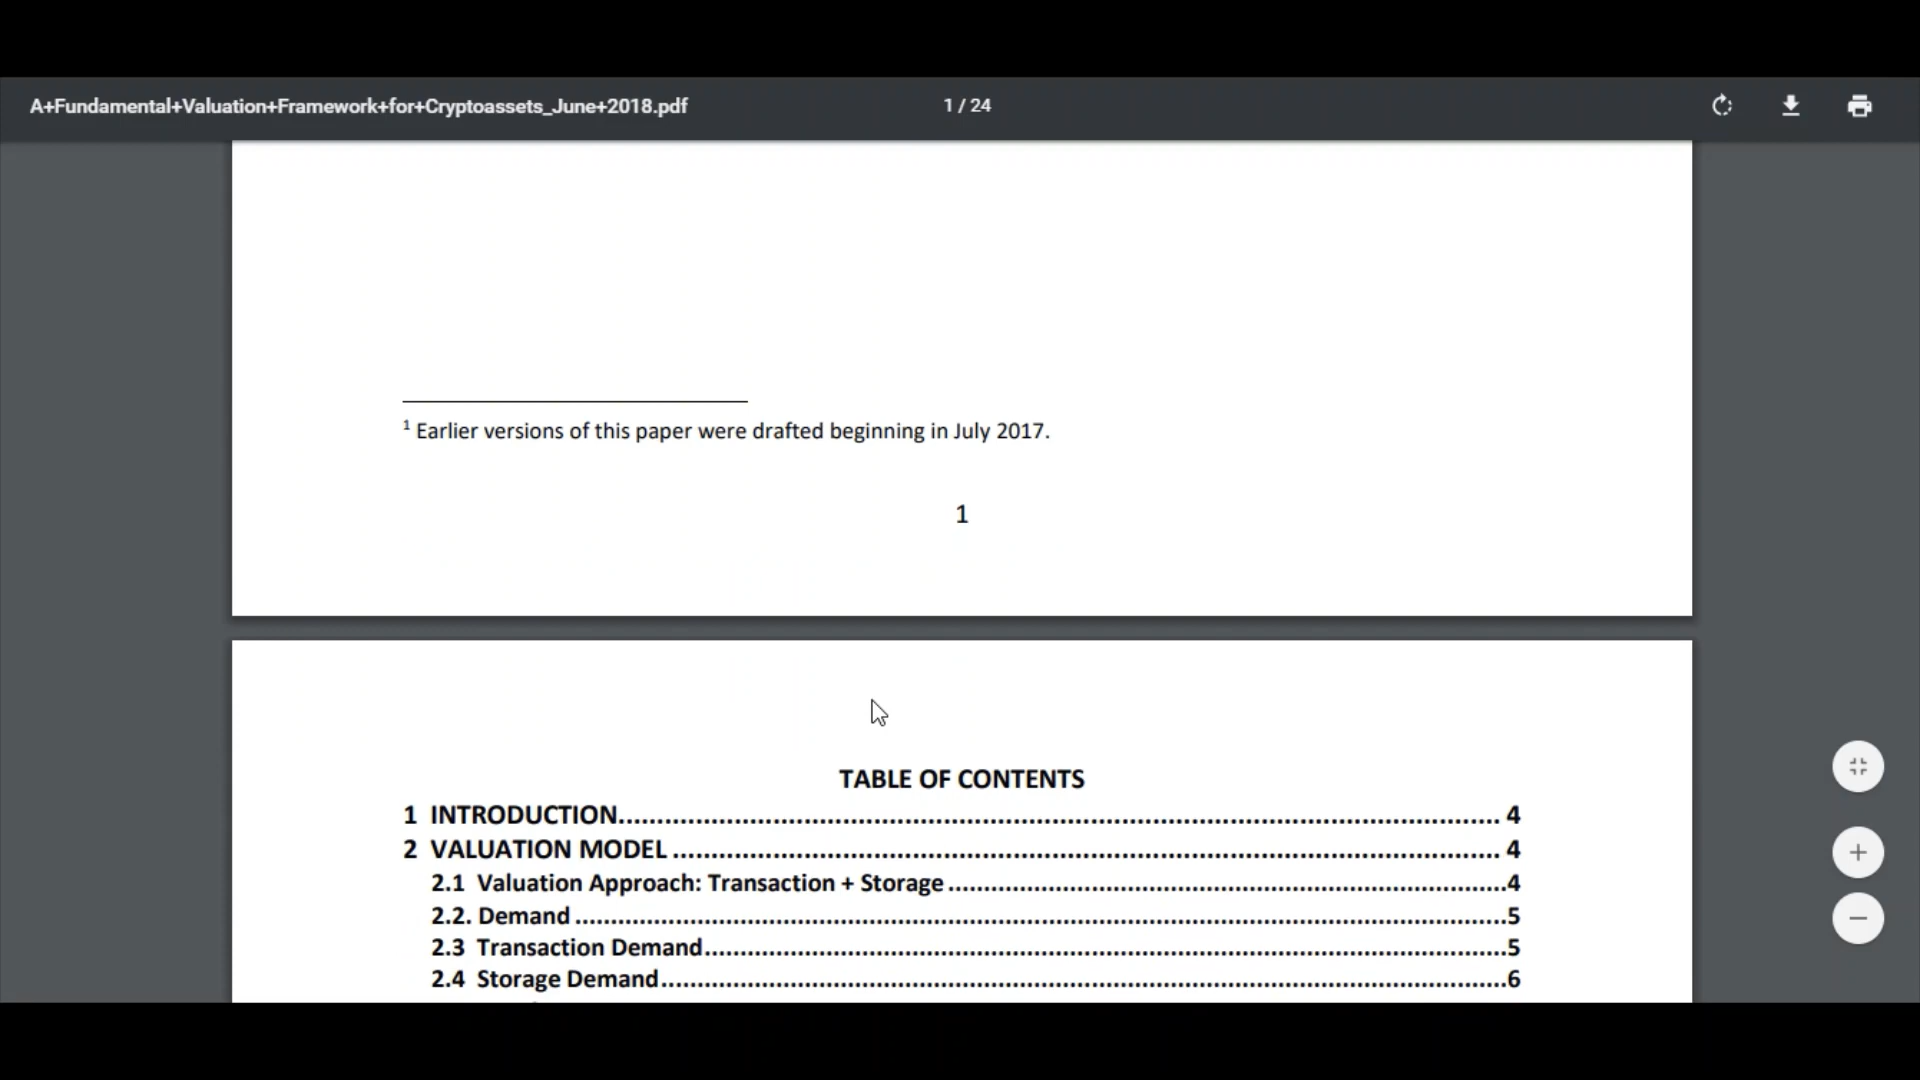 A+Fundamental+Valuation+Framework+for+Cryptoassets_June+2018.pdf 1 / 24
1 Earlier versions of this paper were drafted beginning in July 2017.
1
TABLE OF CONTENTS
1 INTRODUCTION.......................................................................................... 4
2 VALUATION MODEL .................................................................................... 4
2.1 Valuation Approach: Transaction + Storage ..........................................................4
2.2. Demand .............................................................................................5
2.3 Transaction Demand................................................................................5
2.4 Storage Demand.....................................................................................6